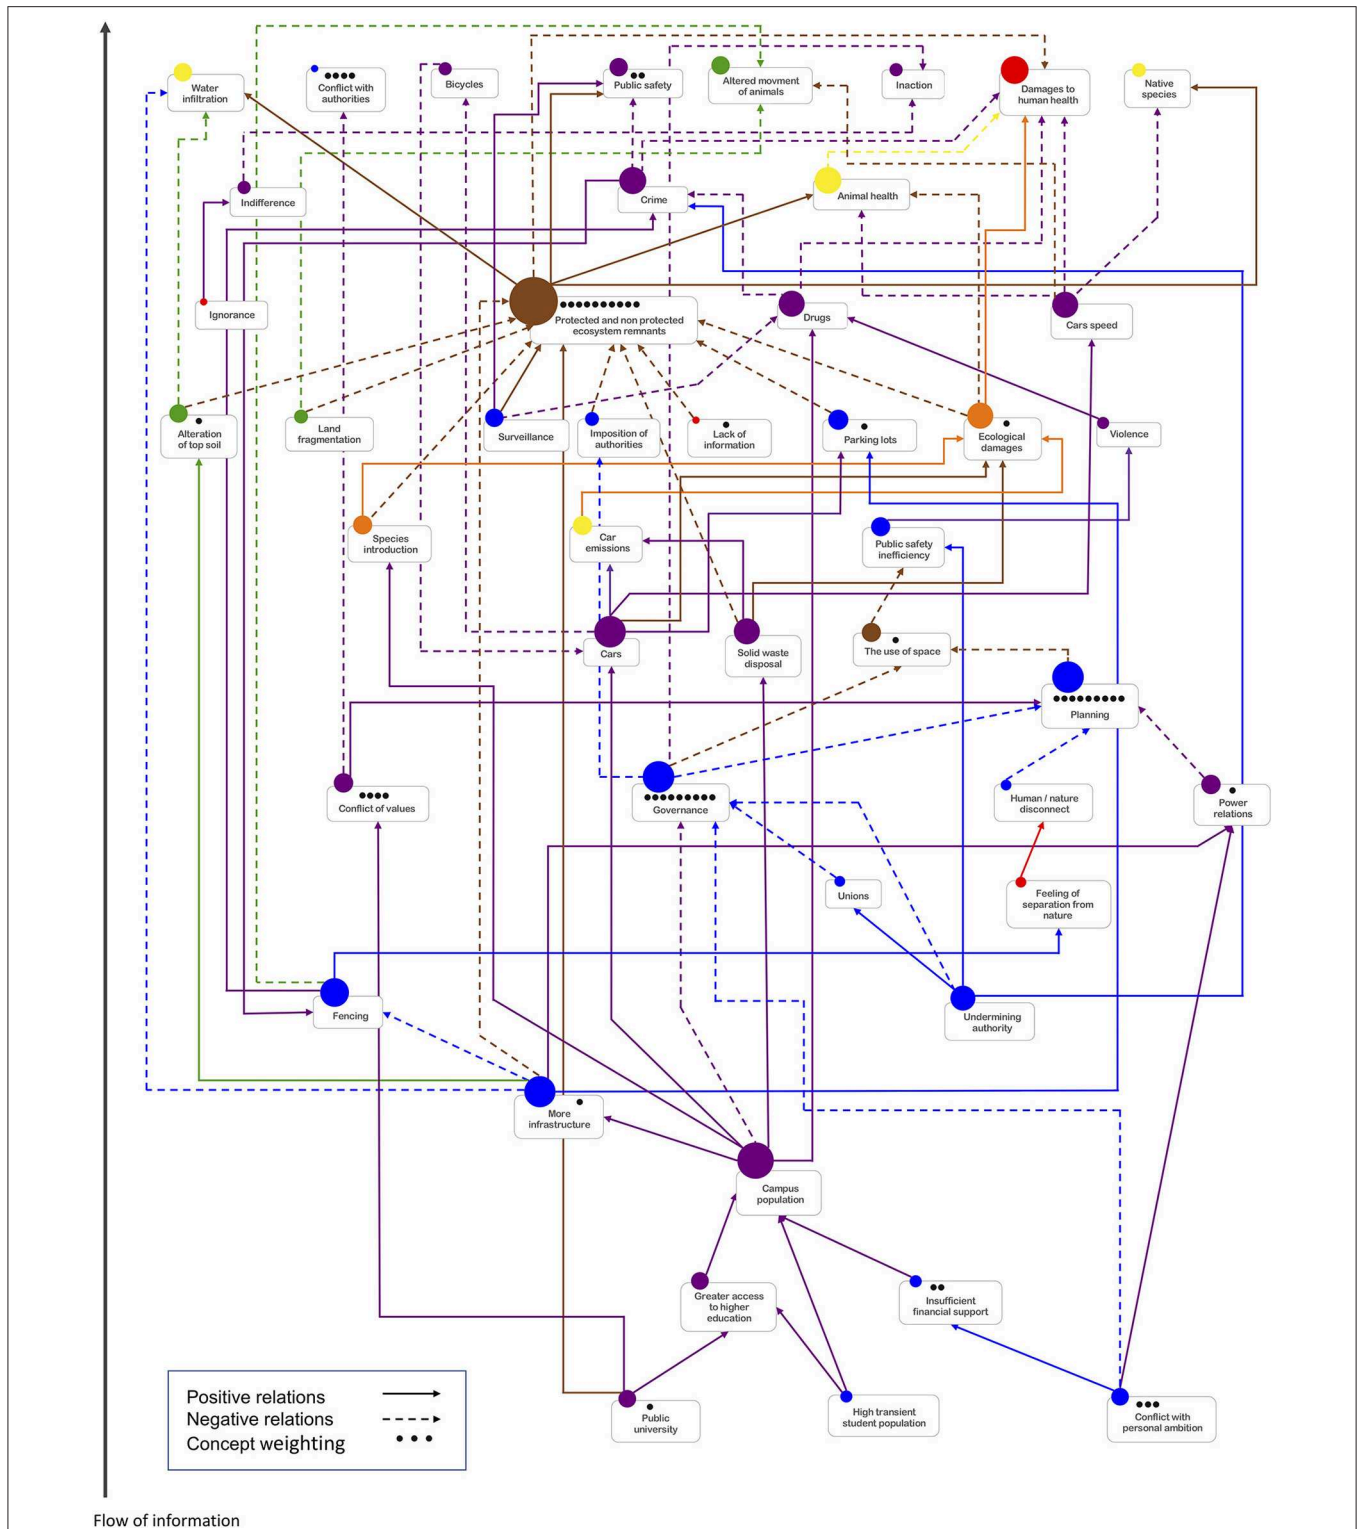 Water
infiltration
Conflict with
authorities
Bicycles
Public safety
Altered movment
of animals
Inaction
Damages to
human health
Native
species
Indifference
Crime
Animal health
Ignorance
Protected and non protected
ecosystem remnants
Drugs
Cars speed
Alteration
of top soil
Land
fragmentation
Surveillance
Imposition of
authorities
Lack of
information
Parking lots
Ecological
damages
Violence
Species
introduction
Car
emissions
Public safety
inefficiency
Cars
Solid waste
disposal
The use of space
Planning
Conflict of values
Governance
Human / nature
disconnect
Power
relations
Unions
Feeling of
separation from
nature
Fencing
Undermining
authority
More
infrastructure
Campus
population
Greater access
to higher
education
Insufficient
financial support
Public
university
High transient
student population
Conflict with
personal ambition
Positive relations
Negative relations
Concept weighting
Flow of information